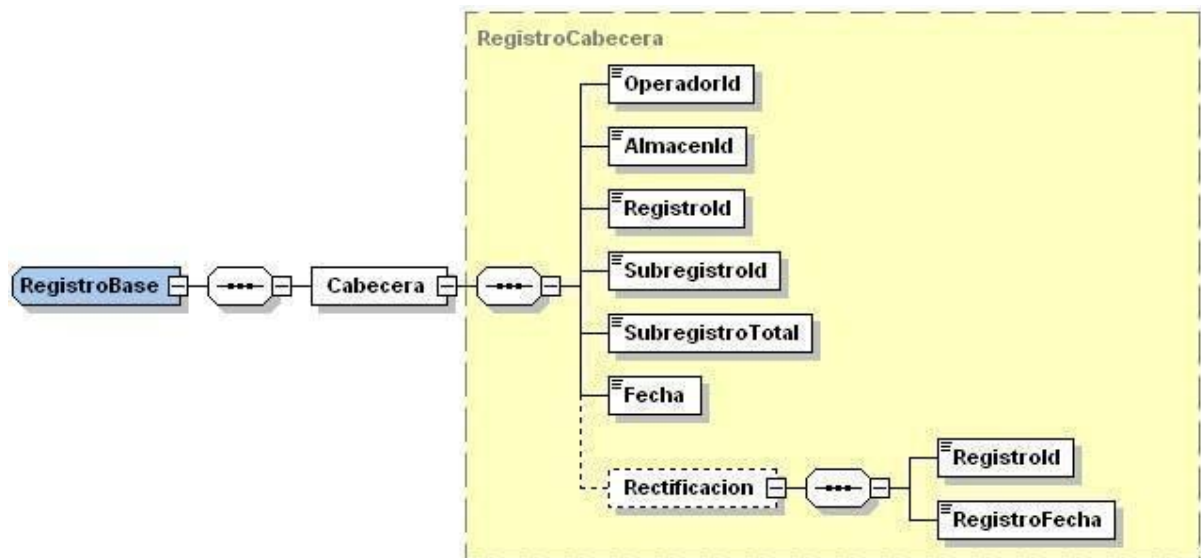 RegistroCabecera
OperadorId
AlmacenId
RegistroId
SubregistroId
RegistroBase
Cabecera
SubregistroTotal
Fecha
Rectificacion
RegistroId
RegistroFecha